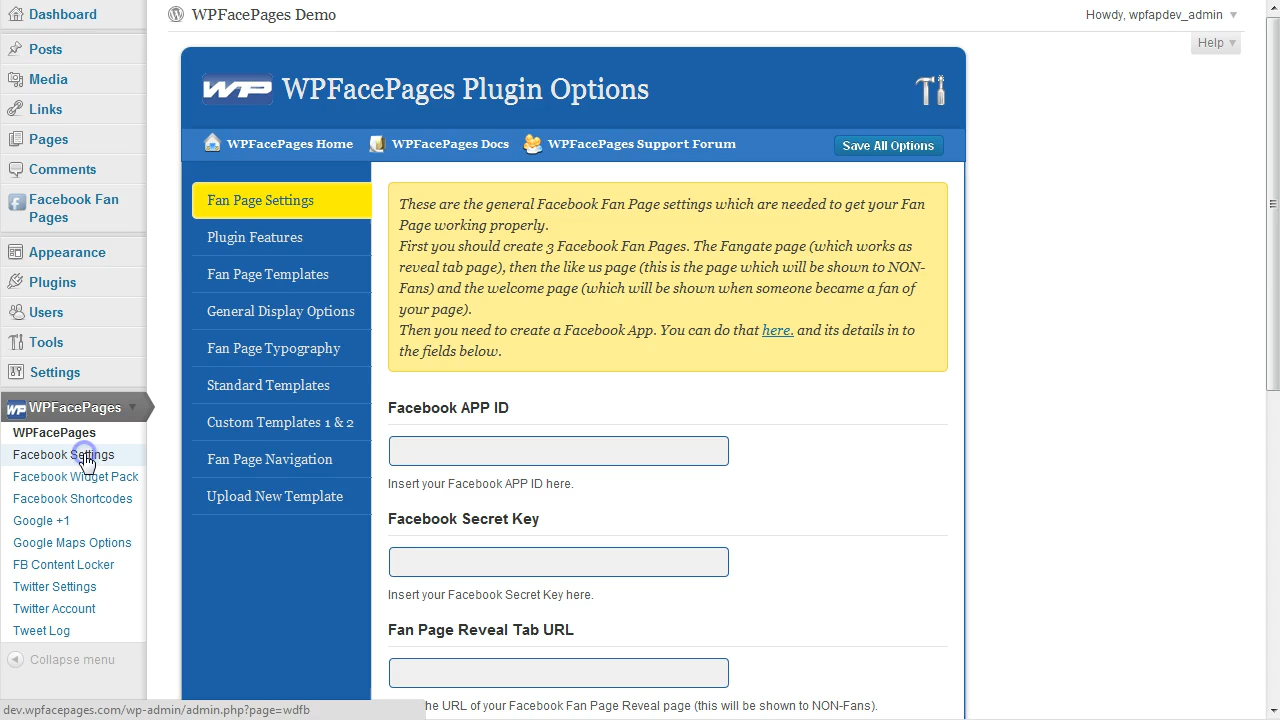 Dashboard
Posts
Media
Links
Pages
Comments
Facebook Fan
Pages
Appearance
Plugins
Users
Tools
Settings
WPFacePages
WPFacePages
Facebook Settings
Facebook Widget Pack
Facebook Shortcodes
Google +1
Google Maps Options
FB Content Locker
Twitter Settings
Twitter Account
Tweet Log
Collapse menu
dev.wpfacepages.com/wp-admin/admin.php?page=wdfb
WPFacePages Demo
Howdy, wpfapdev_admin
Help
WP WPFacePages Plugin Options
WPFacePages Home WPFacePages Docs WPFacePages Support Forum Save All Options
Fan Page Settings
Plugin Features
Fan Page Templates
General Display Options
Fan Page Typography
Standard Templates
Custom Templates 1 & 2
Fan Page Navigation
Upload New Template
These are the general Facebook Fan Page settings which are needed to get your Fan
Page working properly.
First you should create 3 Facebook Fan Pages. The Fangate page (which works as
reveal tab page), then the like us page (this is the page which will be shown to NON-
Fans) and the welcome page (which will be shown when someone became a fan of
your page).
Then you need to create a Facebook App. You can do that here. and its details in to
the fields below.
Facebook APP ID
Insert your Facebook APP ID here.
Facebook Secret Key
Insert your Facebook Secret Key here.
Fan Page Reveal Tab URL
the URL of your Facebook Fan Page Reveal page (this will be shown to NON-Fans).